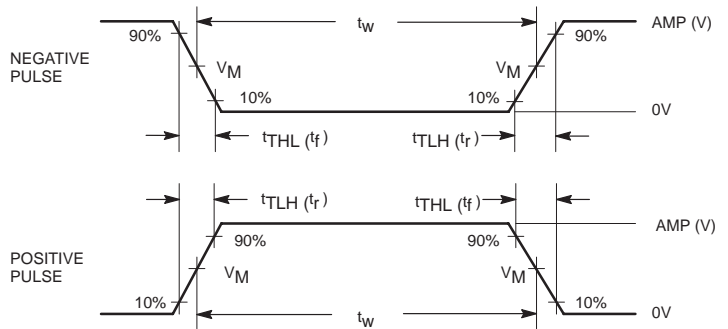 t_w AMP (V)
90% 90%
NEGATIVE
PULSE
V_M V_M
10% 10%
0V
t_THL (t_f) t_TLH (t_r)
t_TLH (t_r) t_THL (t_f)
AMP (V)
90% 90%
POSITIVE
PULSE
V_M V_M
10% 10%
t_w 0V